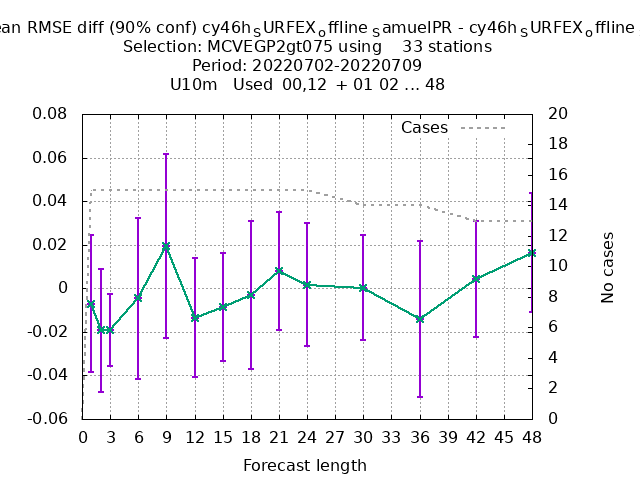 ean RMSE diff (90% conf) cy46hSURFEXoffline SamuelPR - cy46hSURFEXoffline
Selection: MCVEGP2gt075 using 33 stations
Period: 20220702-20220709
U10m Used 00,12 + 01 02 ... 48
Cases
0.08
0.06
0.04
0.02
0
-0.02
-0.04
-0.06
20
18
16
14
12
10
8
6
4
2
0
No cases
0 3 6 9 12 15 18 21 24 27 30 33 36 39 42 45 48
Forecast length